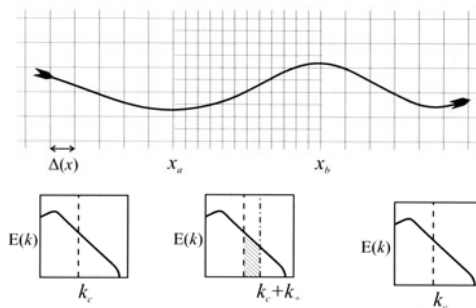 Δ(x) x_a x_b
E(k) E(k) E(k)
k_c k_c+k_+ k_c